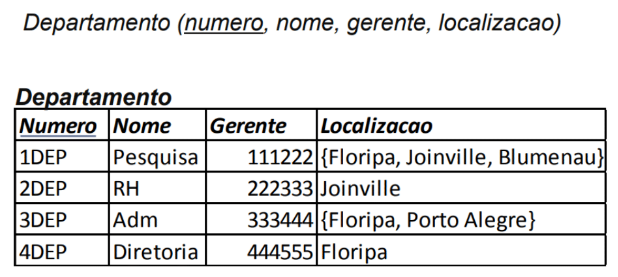 Departamento (numero, nome, gerente, localizacao)
Departamento
Numero Nome Gerente Localizacao
1DEP Pesquisa 111222 {Floripa, Joinville, Blumenau}
2DEP RH 222333 Joinville
3DEP Adm 333444 {Floripa, Porto Alegre}
4DEP Diretoria 444555 Floripa